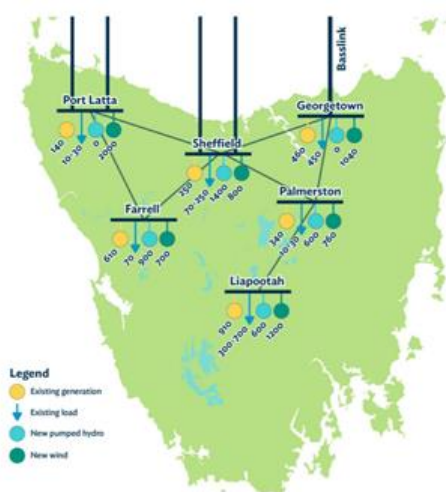 Basslink
Port Latta
140
10-30
0
2000
Georgetown
460
450
0
1040
Sheffield
250
70-250
1400
800
Palmerston
340
10-30
600
760
Farrell
610
70
900
700
Liapootah
910
300-700
600
1200
Legend
Existing generation
Existing load
New pumped hydro
New wind